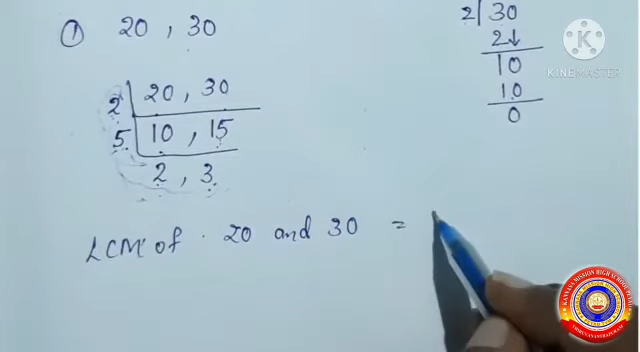 ① 20 , 30
2 20 , 30
5 10 , 15
2 , 3
LCM of 20 and 30 =
2 30
2↓
10
10
0
KINEMASTER